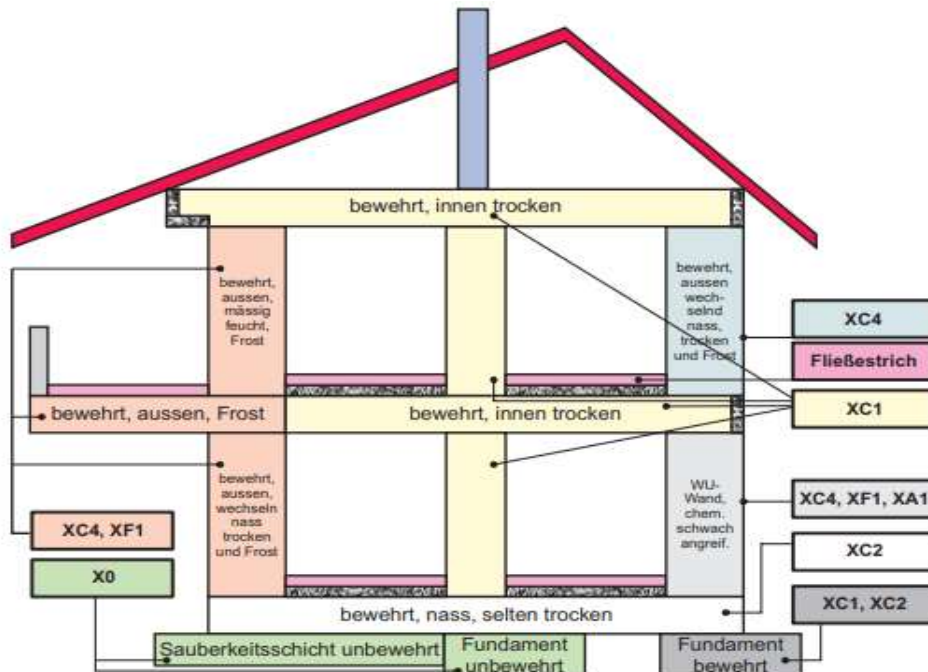 bewehrt, innen trocken
bewehrt,
aussen,
mässig
feucht,
Frost
bewehrt,
aussen
wech-
selnd
nass,
trocken
und Frost
XC4
Fließestrich
XC1
bewehrt, aussen, Frost
bewehrt, innen trocken
bewehrt,
aussen,
wechseln
nass
trocken
und Frost
WU-
Wand,
chem.
schwach
angreif.
XC4, XF1, XA1
XC4, XF1
XC2
X0
XC1, XC2
bewehrt, nass, selten trocken
Sauberkeitsschicht unbewehrt
Fundament
unbewehrt
Fundament
bewehrt